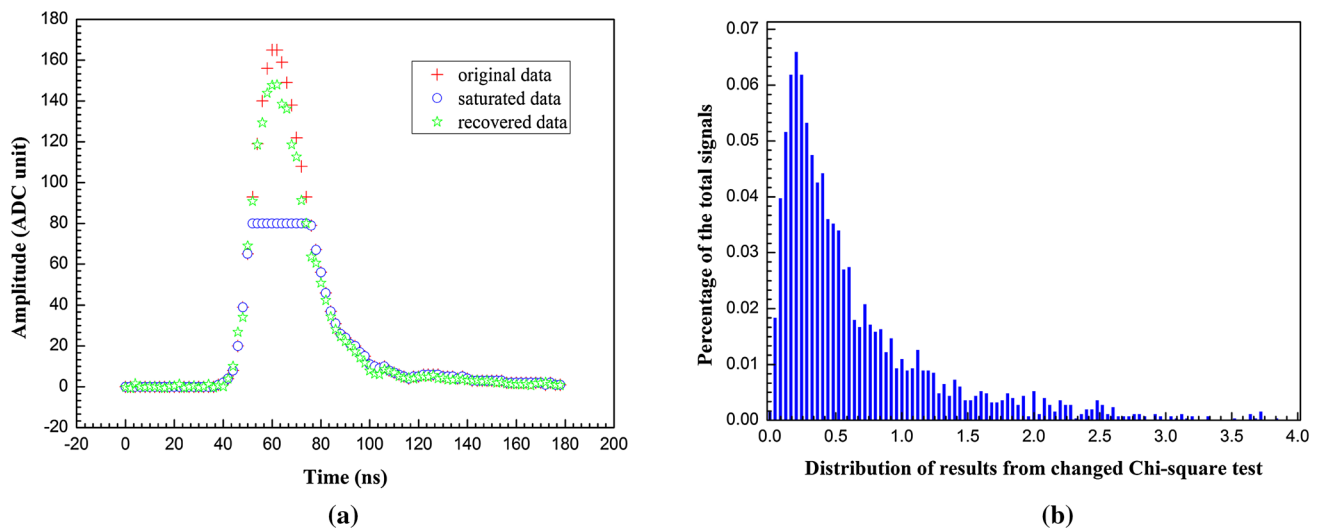 180
160
140
120
100
80
60
40
20
0
-20
-20 0 20 40 60 80 100 120 140 160 180 200
Amplitude (ADC unit)
Time (ns)
original data
saturated data
recovered data
(a)
0.07
0.06
0.05
0.04
0.03
0.02
0.01
0.00
0.0 0.5 1.0 1.5 2.0 2.5 3.0 3.5 4.0
Percentage of the total signals
Distribution of results from changed Chi-square test
(b)